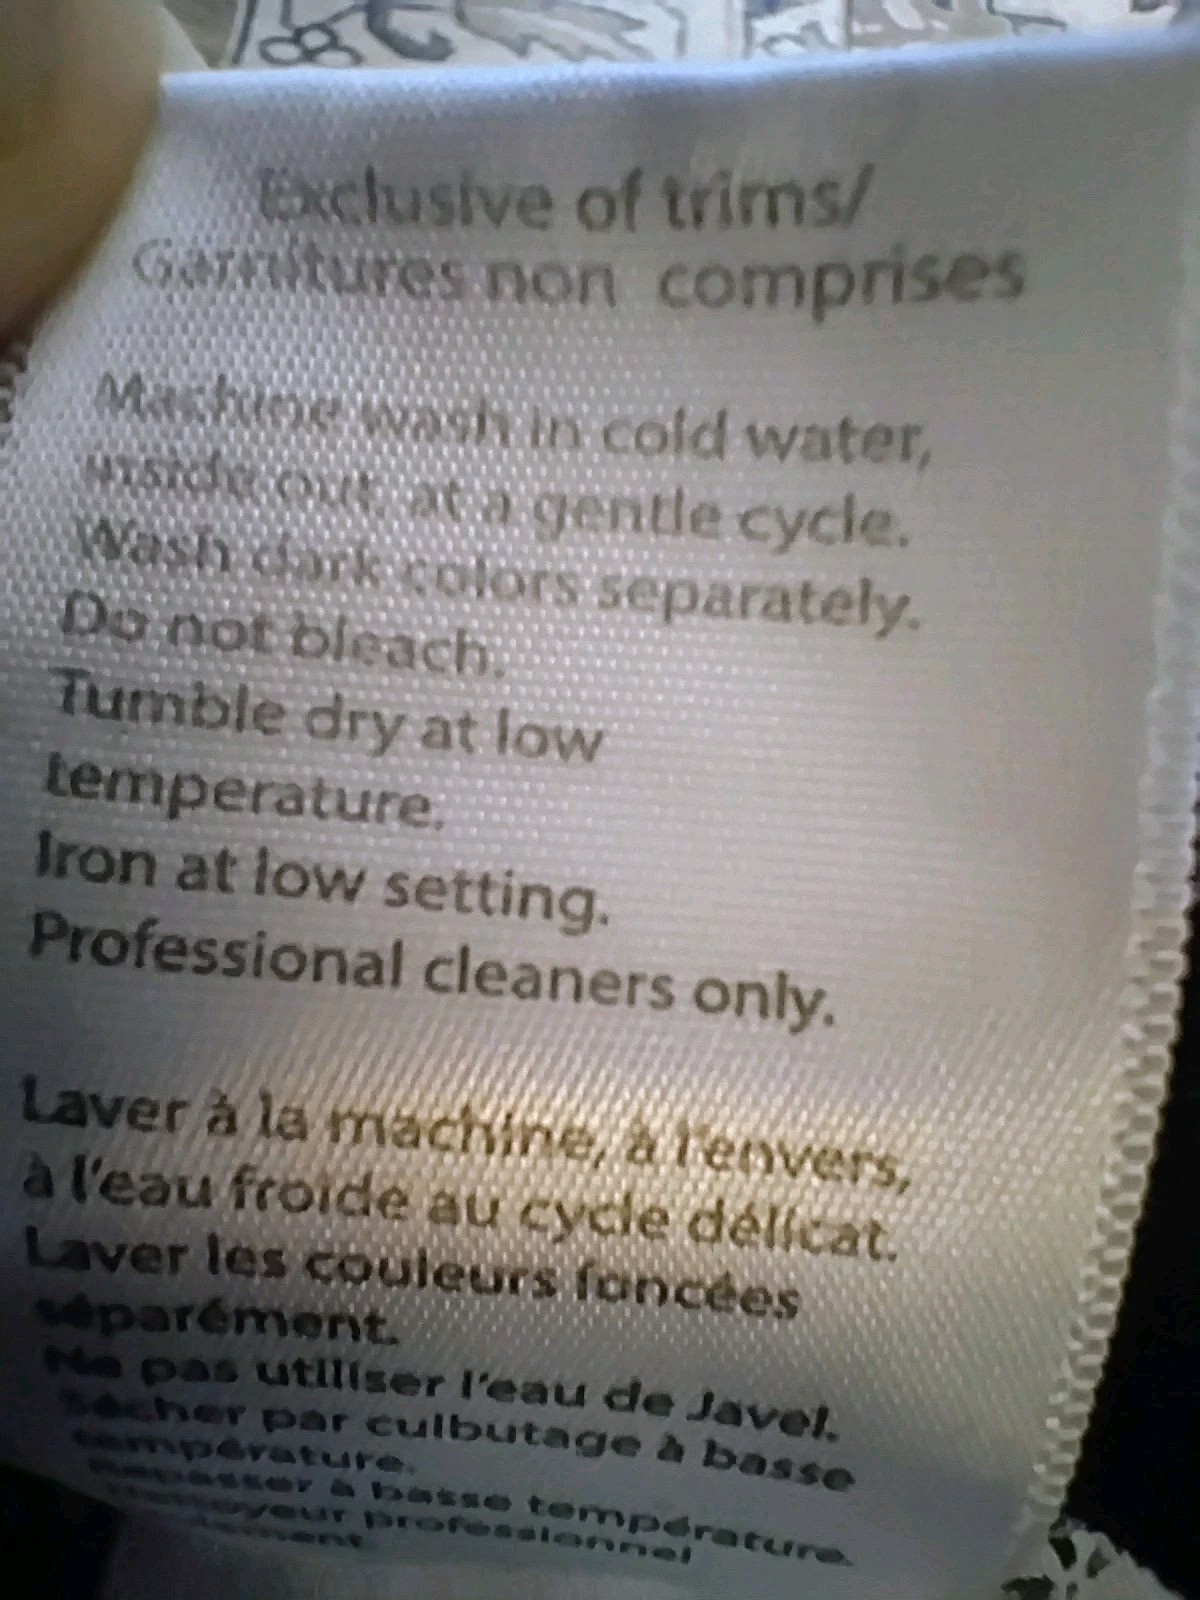 Exclusive of trims/
Garnitures non comprises
Machine wash in cold water,
inside out, at a gentle cycle.
Wash dark colors separately.
Do not bleach.
Tumble dry at low
temperature.
Iron at low setting.
Professional cleaners only.
Laver à la machine, à l'envers,
à l'eau froide au cycle délicat.
Laver les couleurs foncées
séparément.
Ne pas utiliser l'eau de Javel.
Sécher par culbutage à basse
température.
Repasser à basse température.
professionnel